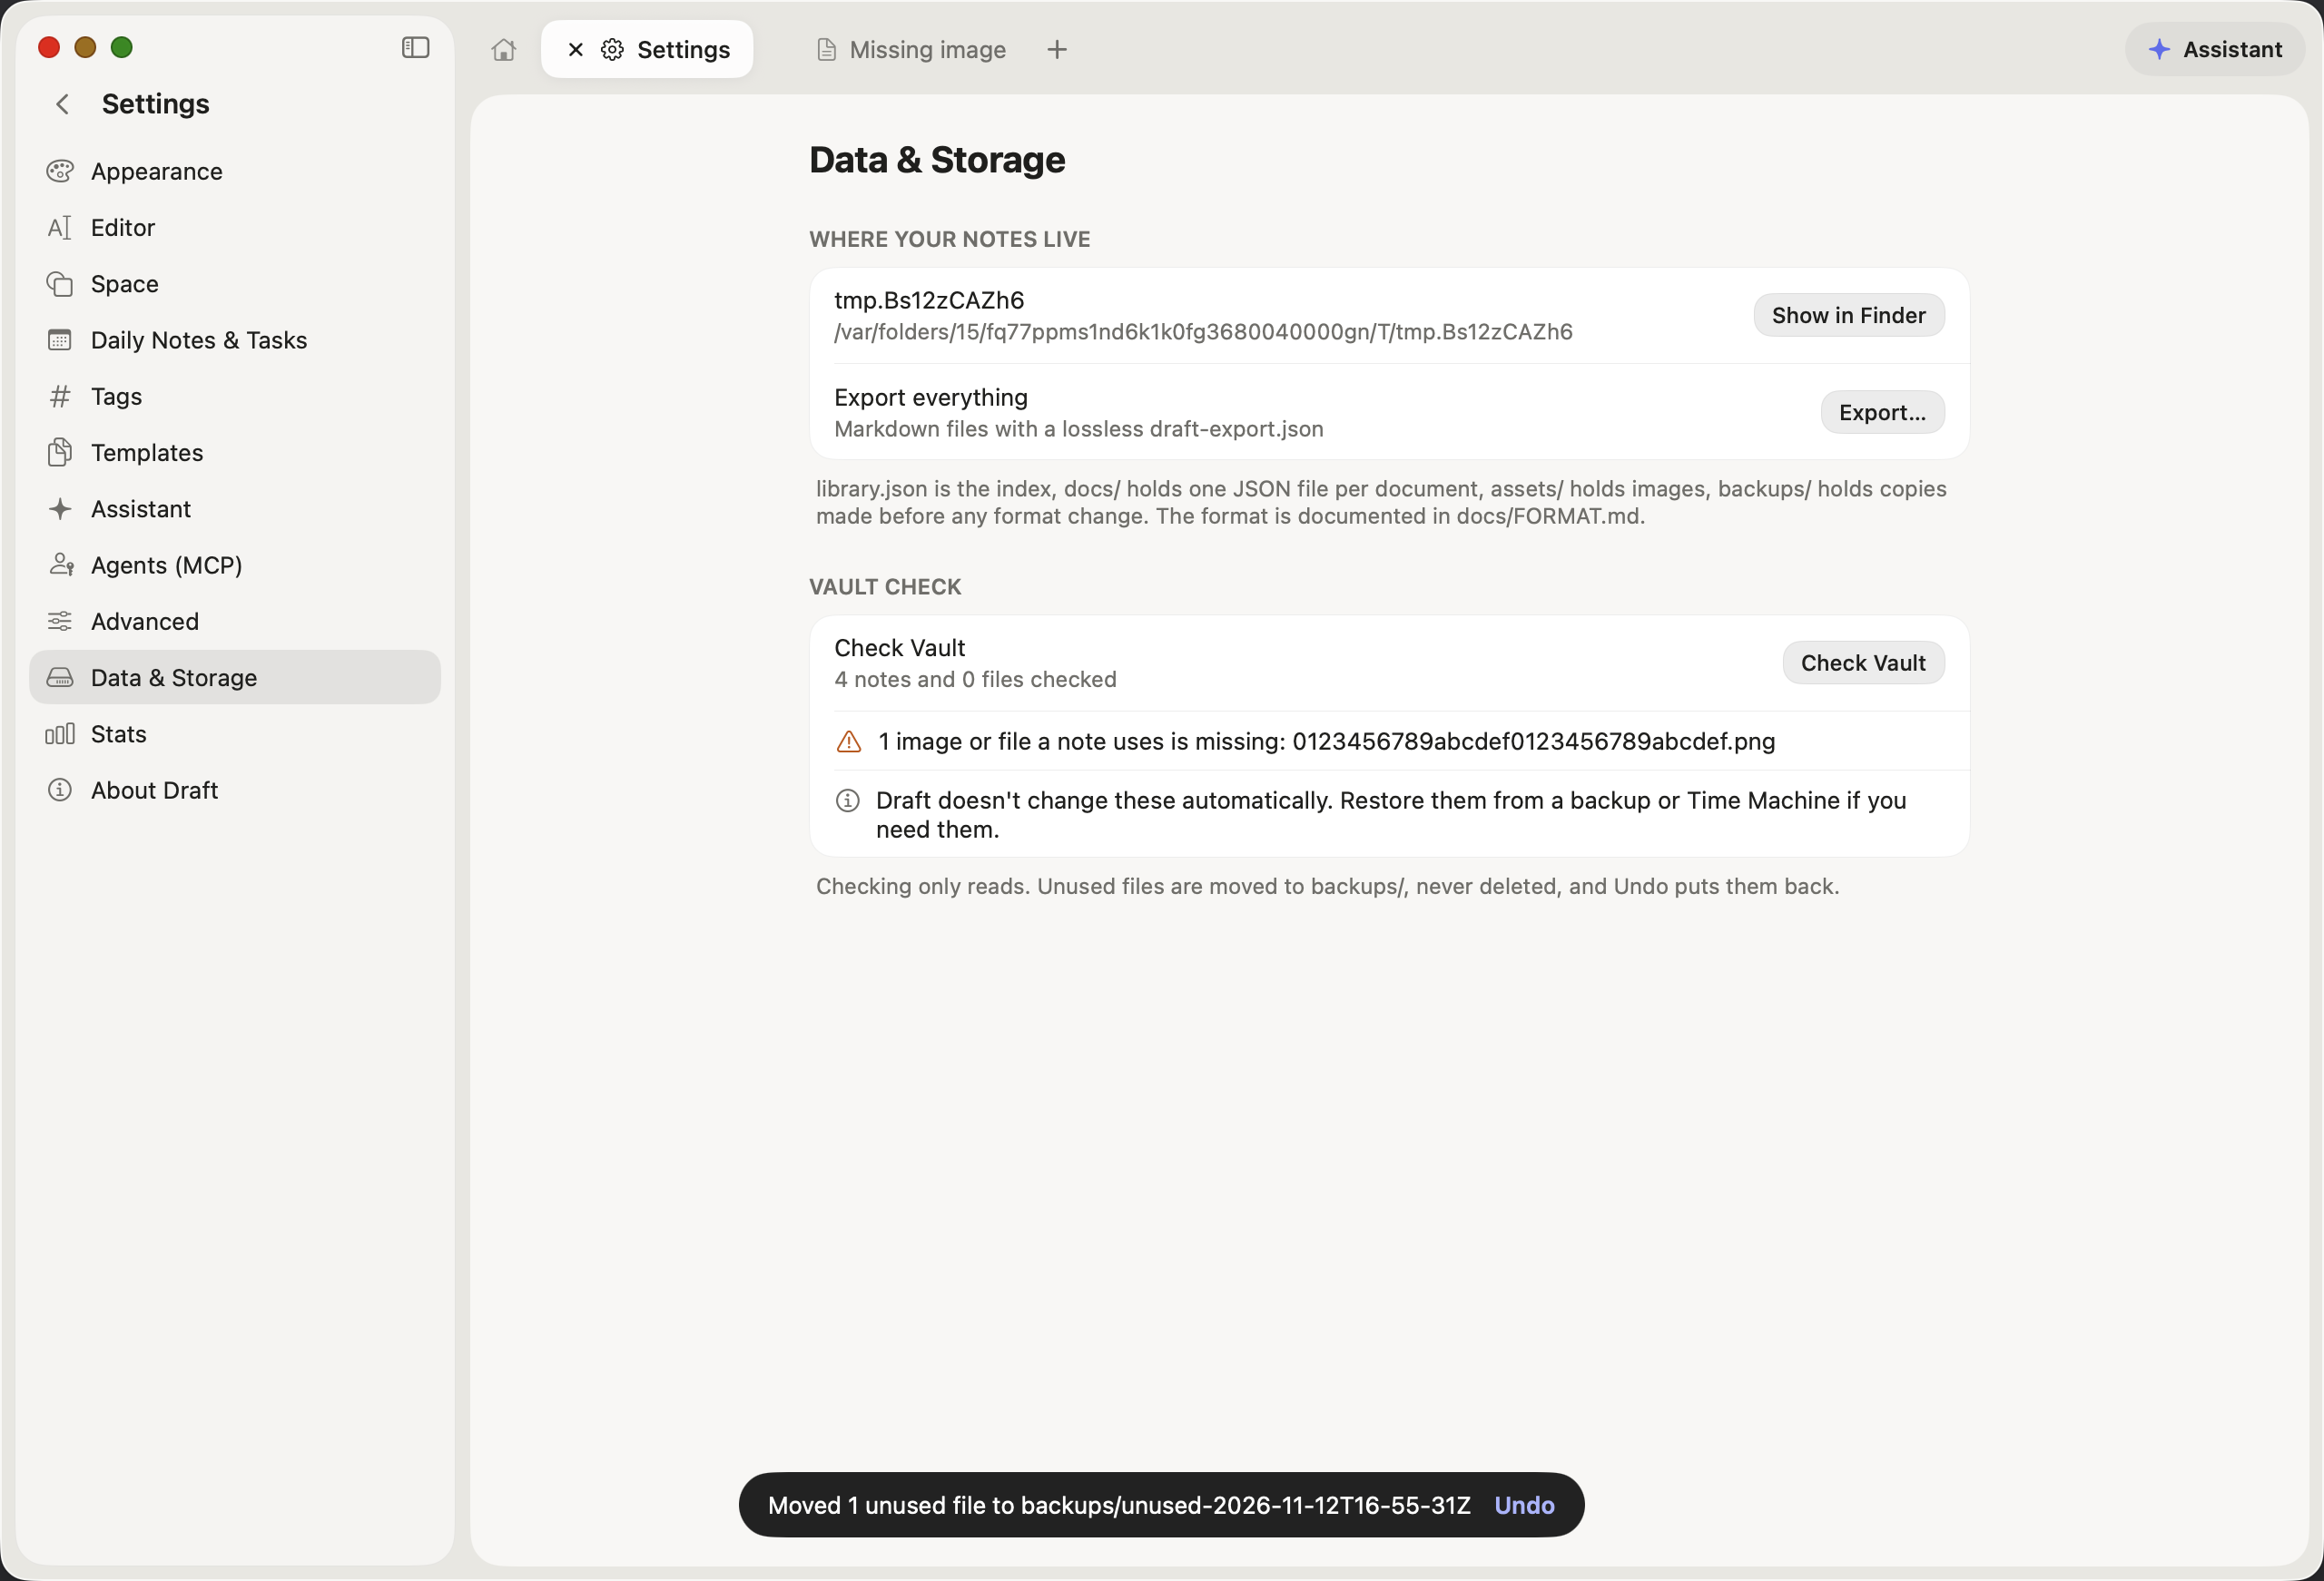 Settings
Appearance
Editor
Space
Daily Notes & Tasks
Tags
Templates
Assistant
Agents (MCP)
Advanced
Data & Storage
Stats
About Draft
Settings
Missing image
Assistant
Data & Storage
WHERE YOUR NOTES LIVE
tmp.Bs12zCAZh6
/var/folders/15/fq77ppms1nd6k1k0fg3680040000gn/T/tmp.Bs12zCAZh6
Show in Finder
Export everything
Markdown files with a lossless draft-export.json
Export...
library.json is the index, docs/ holds one JSON file per document, assets/ holds images, backups/ holds copies
made before any format change. The format is documented in docs/FORMAT.md.
VAULT CHECK
Check Vault
4 notes and 0 files checked
Check Vault
1 image or file a note uses is missing: 0123456789abcdef0123456789abcdef.png
Draft doesn't change these automatically. Restore them from a backup or Time Machine if you
need them.
Checking only reads. Unused files are moved to backups/, never deleted, and Undo puts them back.
Moved 1 unused file to backups/unused-2026-11-12T16-55-31Z Undo